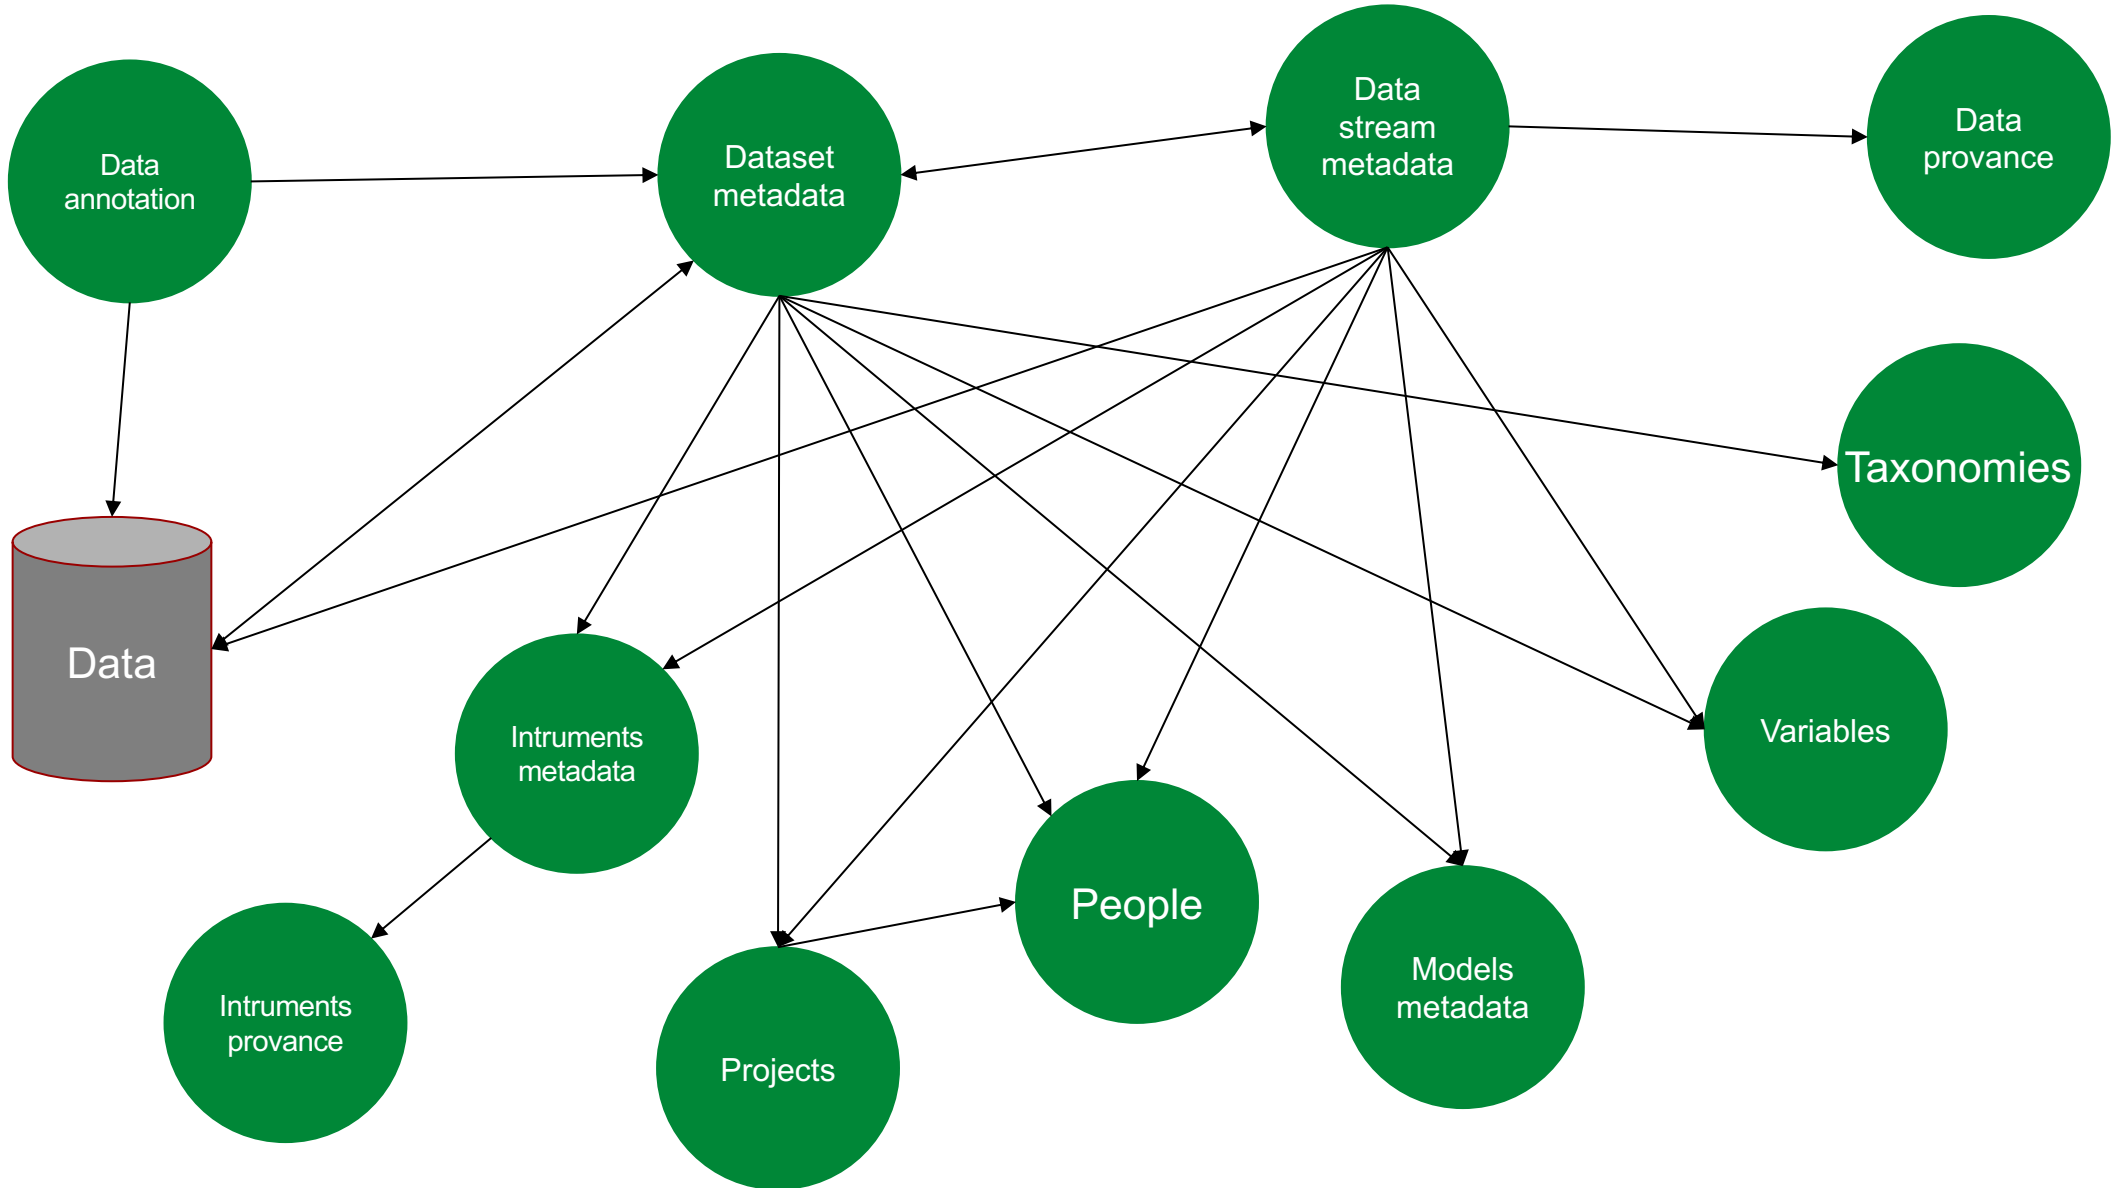 Data
annotation
Dataset
metadata
Data
stream
metadata
Data
provance
Taxonomies
Data
Intruments
metadata
Variables
People
Models
metadata
Intruments
provance
Projects